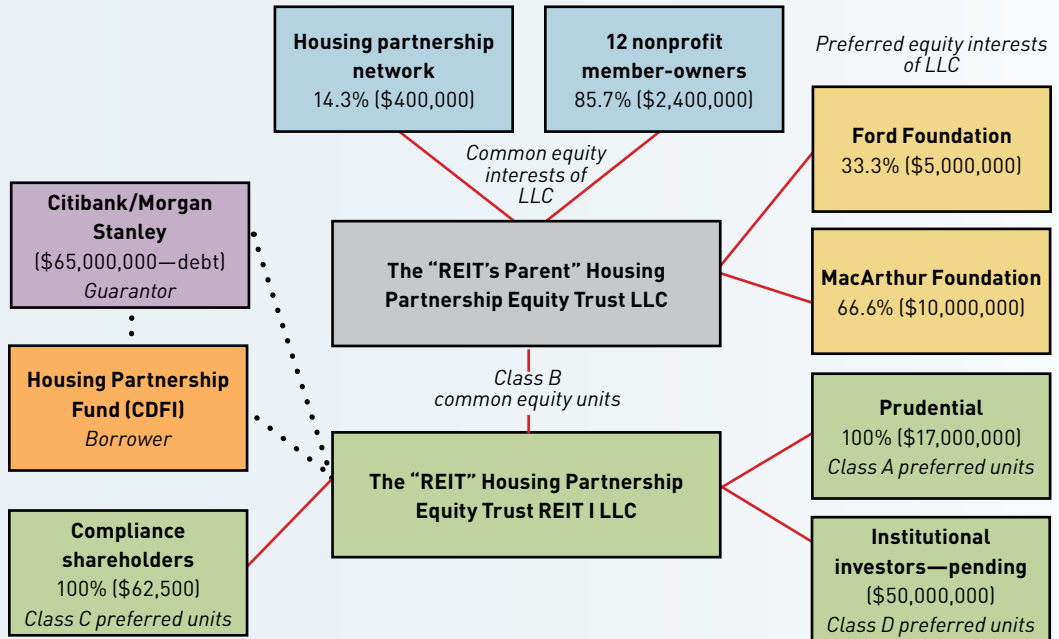 Housing partnership
network
14.3% ($400,000)
12 nonprofit
member-owners
85.7% ($2,400,000)
Preferred equity interests
of LLC
Ford Foundation
33.3% ($5,000,000)
Common equity
interests of
LLC
Citibank/Morgan
Stanley
($65,000,000—debt)
Guarantor
The “REIT’s Parent” Housing
Partnership Equity Trust LLC
MacArthur Foundation
66.6% ($10,000,000)
Housing Partnership
Fund (CDFI)
Borrower
Class B
common equity units
Prudential
100% ($17,000,000)
Class A preferred units
The “REIT” Housing Partnership
Equity Trust REIT I LLC
Compliance
shareholders
100% ($62,500)
Class C preferred units
Institutional
investors—pending
($50,000,000)
Class D preferred units